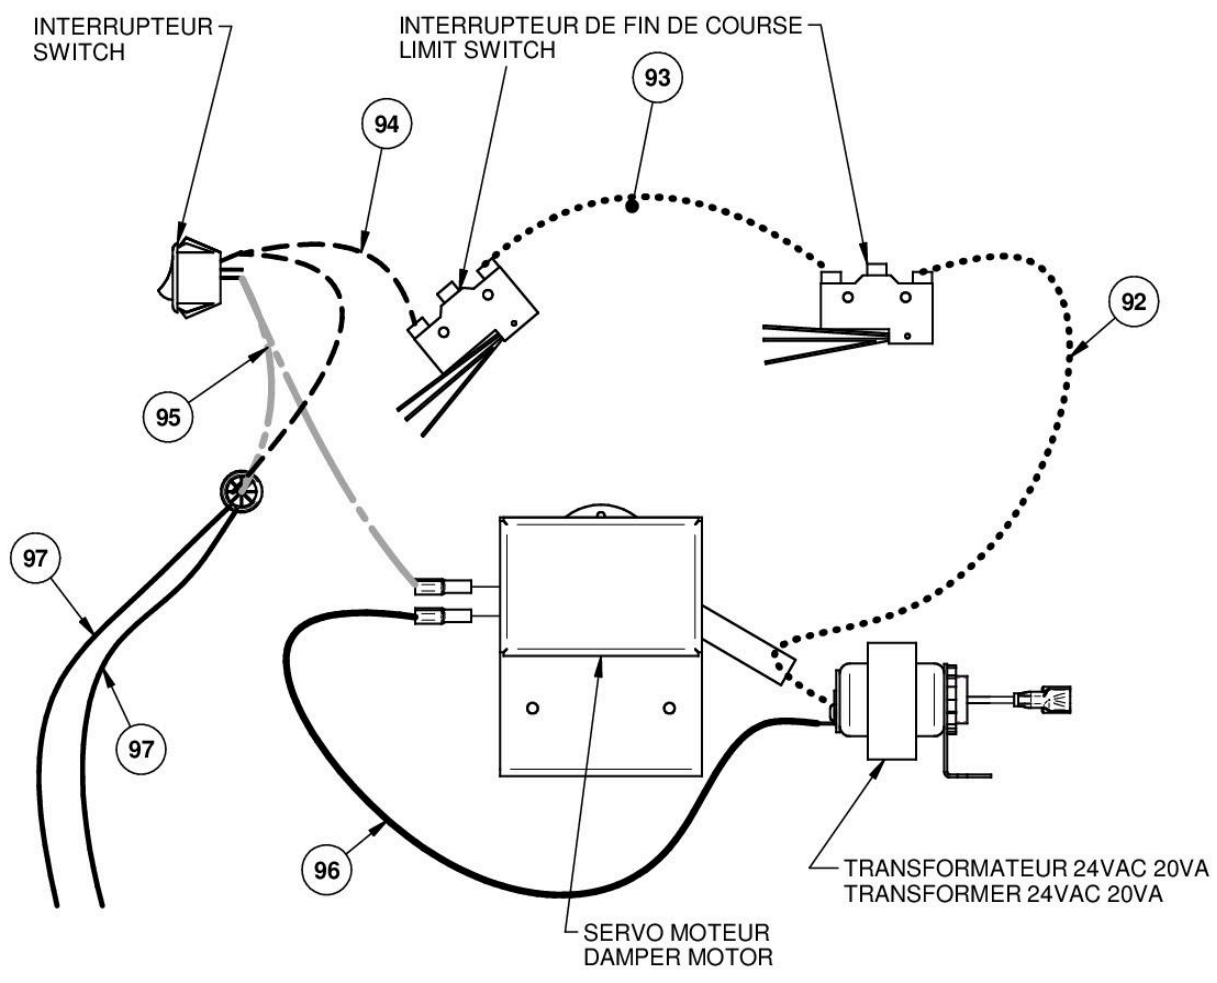 INTERRUPTEUR
SWITCH
INTERRUPTEUR DE FIN DE COURSE
LIMIT SWITCH
93
94
92
95
97
97
96
TRANSFORMATEUR 24VAC 20VA
TRANSFORMER 24VAC 20VA
SERVO MOTEUR
DAMPER MOTOR